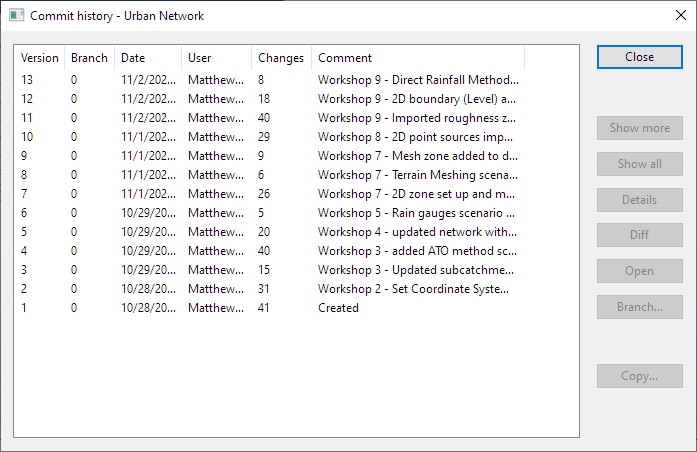 Commit history - Urban Network
Version Branch Date User Changes Comment
13 0 11/2/202... Matthew... 8 Workshop 9 - Direct Rainfall Method...
12 0 11/2/202... Matthew... 18 Workshop 9 - 2D boundary (Level) a...
11 0 11/2/202... Matthew... 40 Workshop 9 - Imported roughness z...
10 0 11/1/202... Matthew... 29 Workshop 8 - 2D point sources imp...
9 0 11/1/202... Matthew... 9 Workshop 7 - Mesh zone added to d...
8 0 11/1/202... Matthew... 6 Workshop 7 - Terrain Meshing scena...
7 0 11/1/202... Matthew... 26 Workshop 7 - 2D zone set up and m...
6 0 10/29/20... Matthew... 5 Workshop 5 - Rain gauges scenario ...
5 0 10/29/20... Matthew... 20 Workshop 4 - updated network with...
4 0 10/29/20... Matthew... 40 Workshop 3 - added ATO method sc...
3 0 10/29/20... Matthew... 15 Workshop 3 - Updated subcatchme...
2 0 10/28/20... Matthew... 31 Workshop 2 - Set Coordinate Syste...
1 0 10/28/20... Matthew... 41 Created
Close
Show more
Show all
Details
Diff
Open
Branch...
Copy...